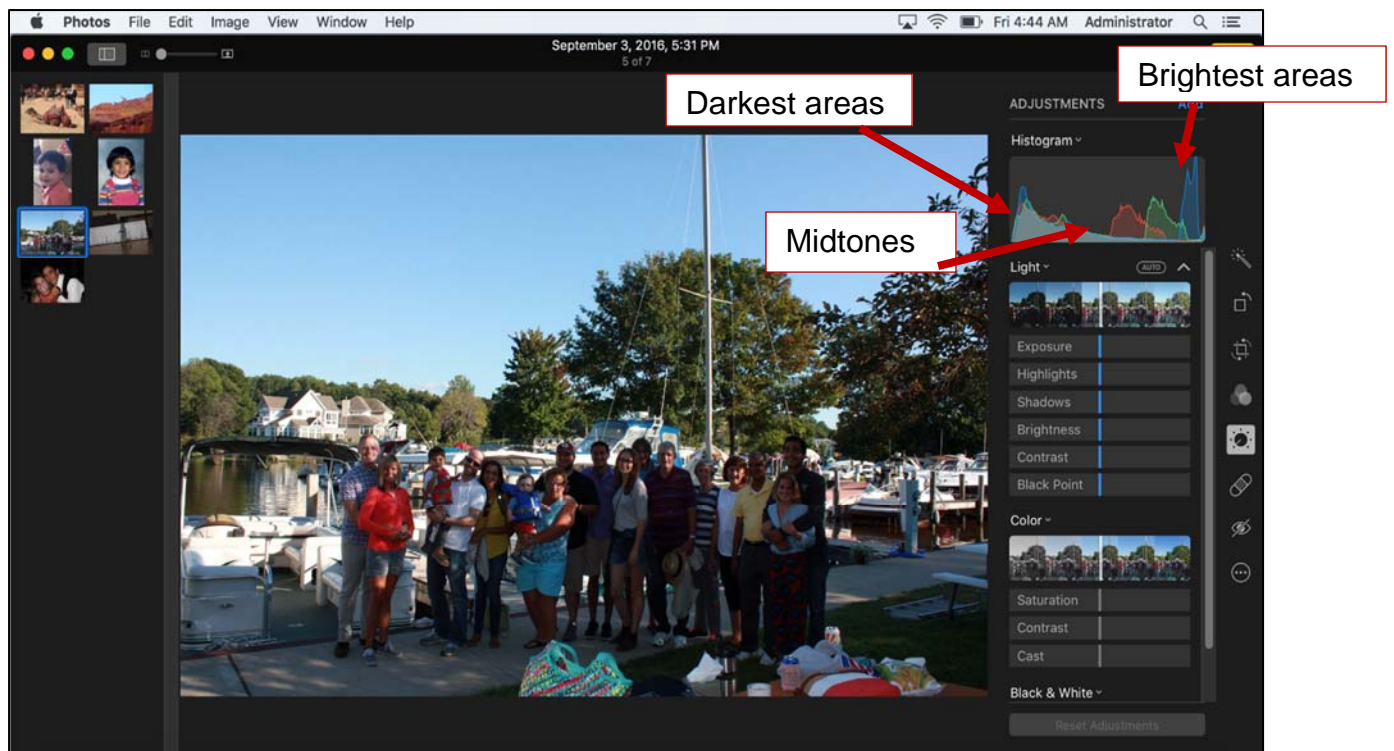 Photos File Edit Image View Window Help Fri 4:44 AM Administrator
September 3, 2016, 5:31 PM
5 of 7
Brightest areas
Darkest areas
ADJUSTMENTS Add
Histogram
Midtones
Light AUTO
Exposure
Highlights
Shadows
Brightness
Contrast
Black Point
Color
Saturation
Contrast
Cast
Black & White
Reset Adjustments